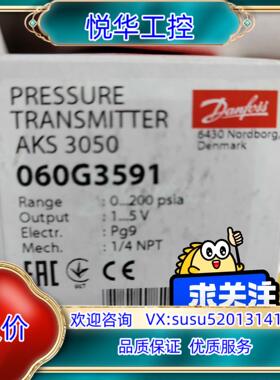 悦华工控
PRESSURE
TRANSMITTER
AKS 3050
060G3591
Danfoss
6430 Nordborg,
Denmark
Range : 0...200 psia
Output : 1...5 V
Electr.: Pg9
Mech. : 1/4 NPT
EAC
UL
求关注
价
欢迎咨询 VX:susu52013141
品质保证 优质服务